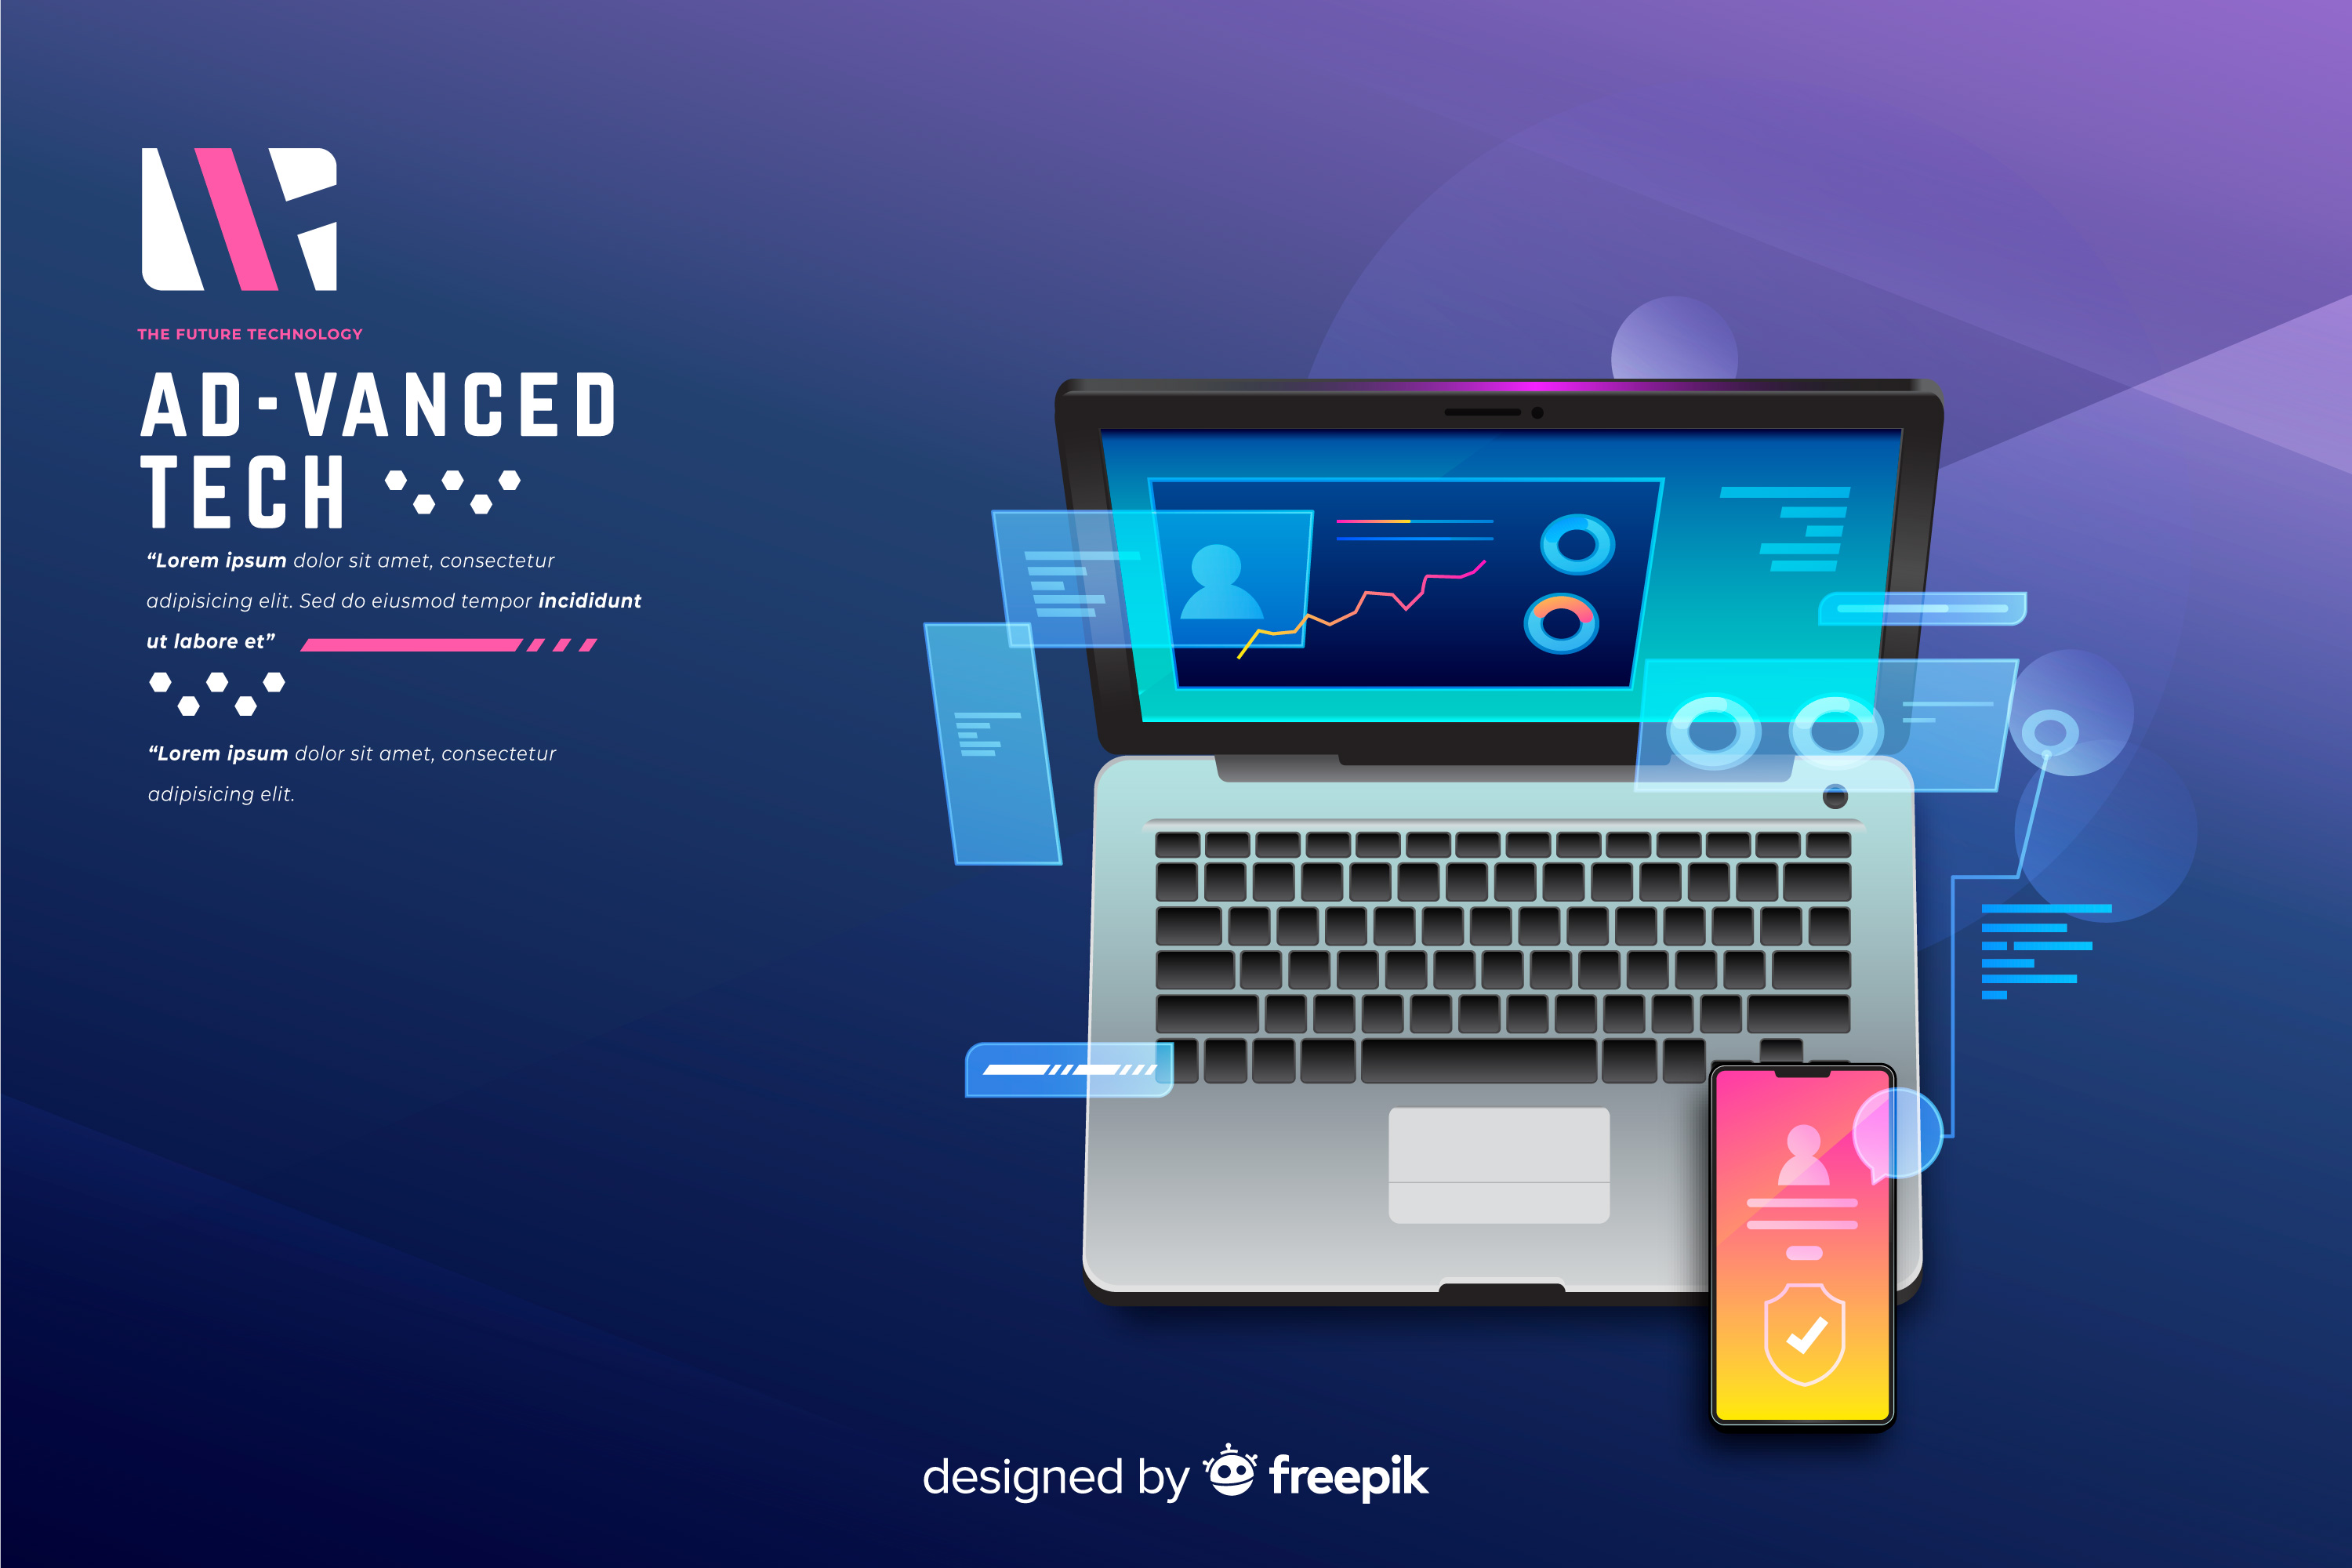 THE FUTURE TECHNOLOGY
AD-VANCED
TECH
“Lorem ipsum dolor sit amet, consectetur
adipisicing elit. Sed do eiusmod tempor incididunt
ut labore et”
“Lorem ipsum dolor sit amet, consectetur
adipisicing elit.
designed by freepik